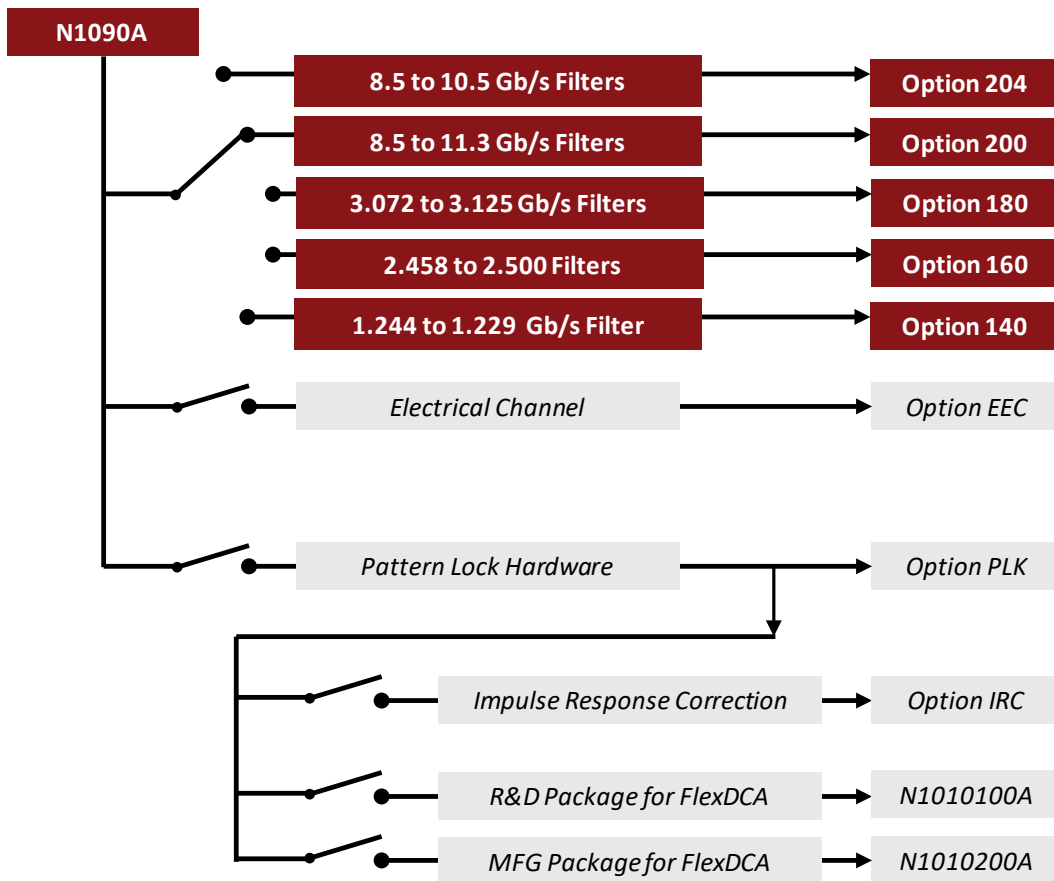 N1090A
8.5 to 10.5 Gb/s Filters
Option 204
8.5 to 11.3 Gb/s Filters
Option 200
3.072 to 3.125 Gb/s Filters
Option 180
2.458 to 2.500 Filters
Option 160
1.244 to 1.229 Gb/s Filter
Option 140
Electrical Channel
Option EEC
Pattern Lock Hardware
Option PLK
Impulse Response Correction
Option IRC
R&D Package for FlexDCA
N1010100A
MFG Package for FlexDCA
N1010200A